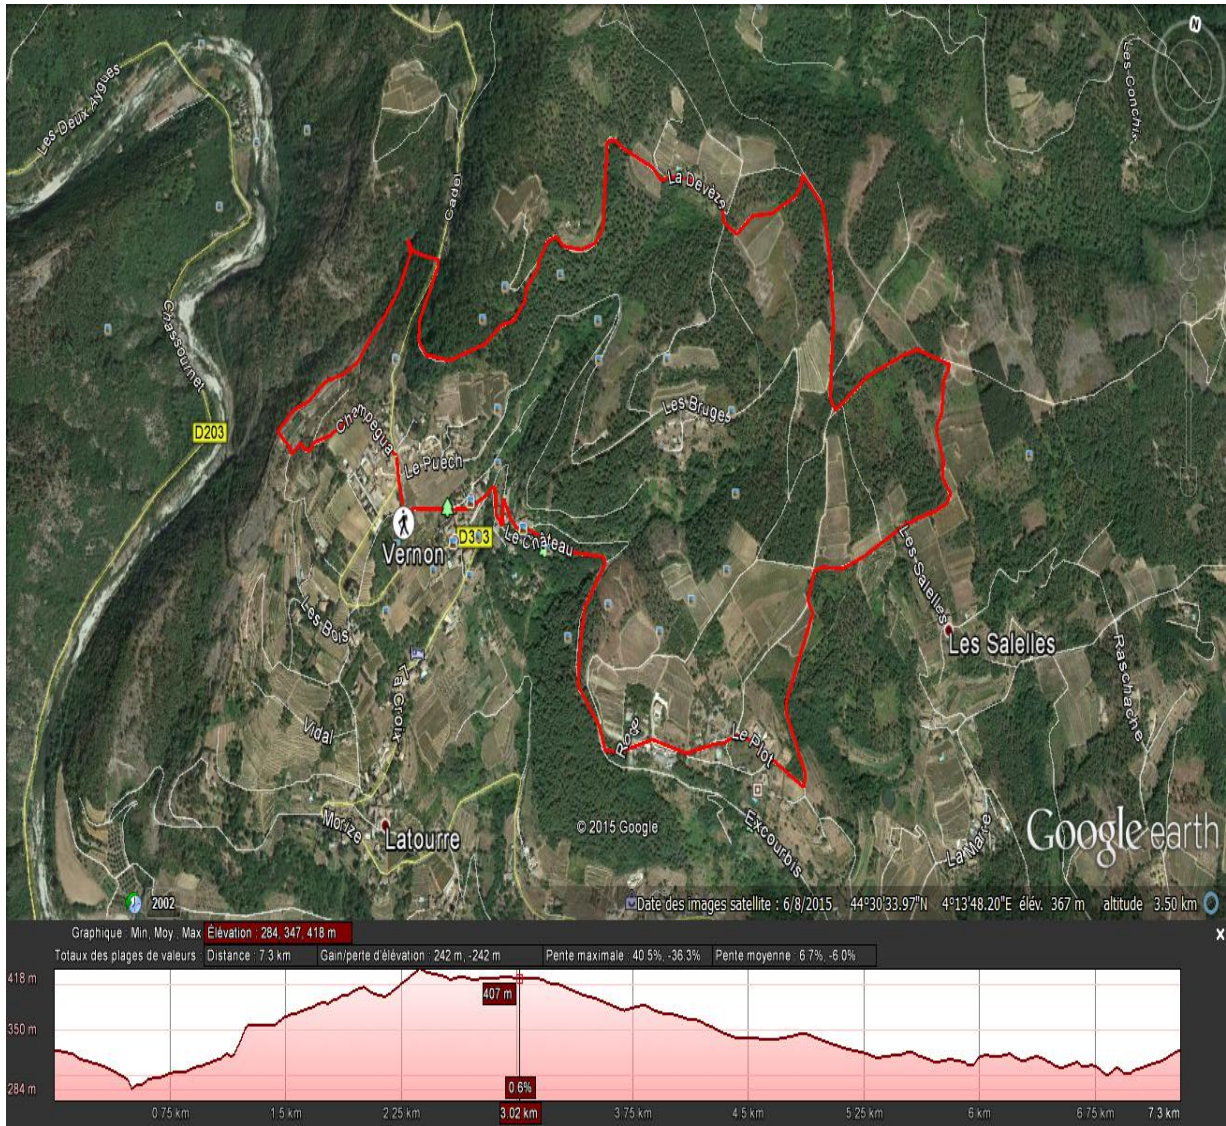 N
Les Deux Aygues
Les Conchis
Cadel
La Devèze
Chassournet
D203
Les Bruges
Le Puech
D303
Le Château
Vernon
Les Salelles
Les Bois
Les Salelles
Raschache
La Croix
Vidal
Le Plot
Morize
Latourre
© 2015 Google
Excourbis
La Marre
Google earth
2002
Date des images satellite : 6/8/2015 44°30'33.97"N 4°13'48.20"E élév. 367 m altitude 3.50 km
Graphique : Min, Moy., Max Élévation : 284, 347, 418 m
x
Totaux des plages de valeurs : Distance : 7.3 km Gain/perte d'élévation : 242 m, -242 m Pente maximale : 40.5%, -36.3% Pente moyenne : 6.7%, -6.0%
418 m
407 m
350 m
284 m
0.6%
0.75 km 1.5 km 2.25 km 3.02 km 3.75 km 4.5 km 5.25 km 6 km 6.75 km 7.3 km